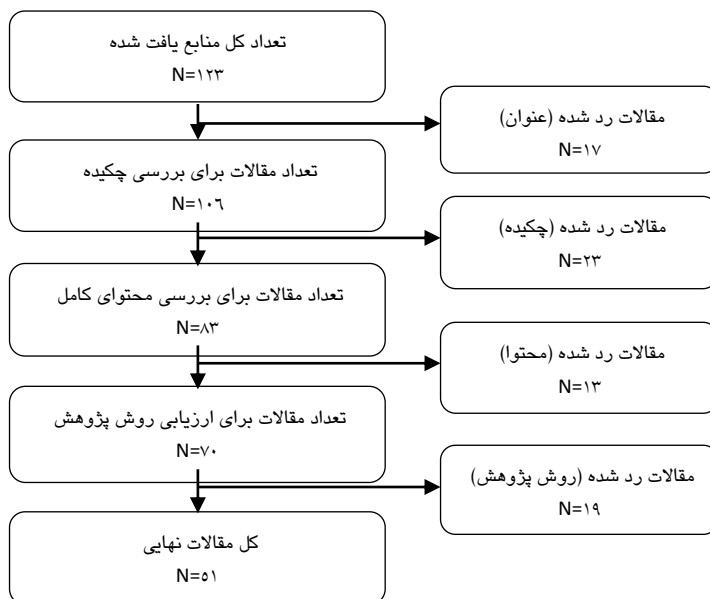 تعداد کل منابع یافت شده
N=۱۲۳
مقالات رد شده (عنوان)
N=۱۷
تعداد مقالات برای بررسی چکیده
N=۱۰۶
مقالات رد شده (چکیده)
N=۲۳
تعداد مقالات برای بررسی محتوای کامل
N=۸۳
مقالات رد شده (محتوا)
N=۱۳
تعداد مقالات برای ارزیابی روش پژوهش
N=۷۰
مقالات رد شده (روش پژوهش)
N=۱۹
کل مقالات نهایی
N=۵۱